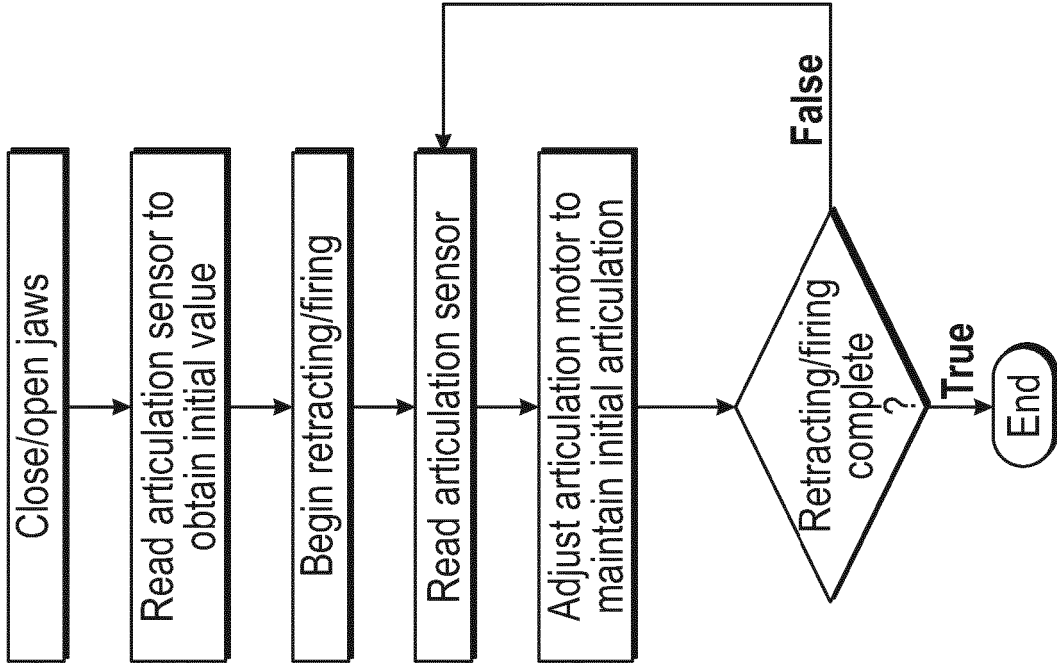 Close/open jaws
Read articulation sensor to
obtain initial value
Begin retracting/firing
Read articulation sensor
Adjust articulation motor to
maintain initial articulation
Retracting/firing
complete
?
False
True
End